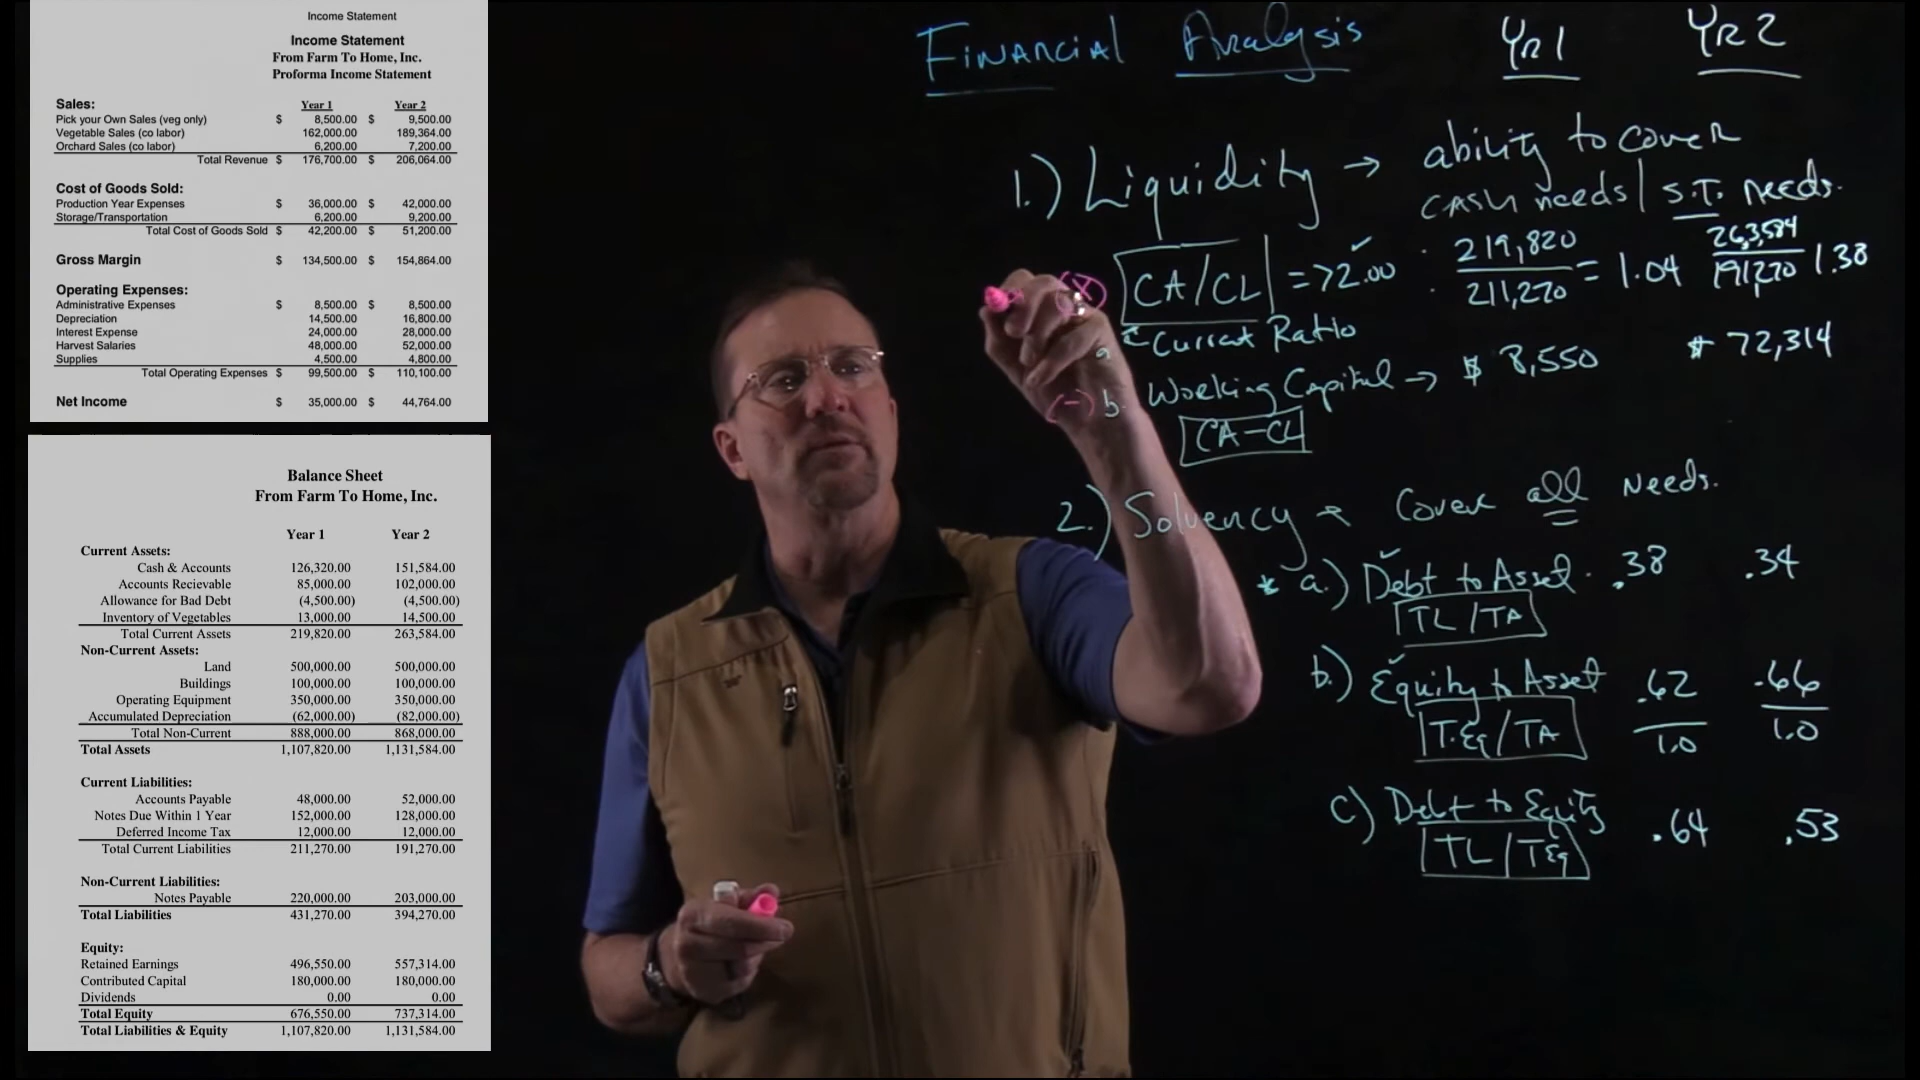 Income Statement
Income Statement
From Farm To Home, Inc.
Proforma Income Statement
Sales: Year 1 Year 2
Pick your Own Sales (veg only) $ 8,500.00 $ 9,500.00
Vegetable Sales (co labor) 162,000.00 189,364.00
Orchard Sales (co labor) 6,200.00 7,200.00
Total Revenue $ 176,700.00 $ 206,064.00
Cost of Goods Sold:
Production Year Expenses $ 36,000.00 $ 42,000.00
Storage/Transportation 6,200.00 9,200.00
Total Cost of Goods Sold $ 42,200.00 $ 51,200.00
Gross Margin $ 134,500.00 $ 154,864.00
Operating Expenses:
Administrative Expenses $ 8,500.00 $ 8,500.00
Depreciation 14,500.00 16,800.00
Interest Expense 24,000.00 28,000.00
Harvest Salaries 48,000.00 52,000.00
Supplies 4,500.00 4,800.00
Total Operating Expenses $ 99,500.00 $ 110,100.00
Net Income $ 35,000.00 $ 44,764.00
Balance Sheet
From Farm To Home, Inc.
Year 1 Year 2
Current Assets:
Cash & Accounts 126,320.00 151,584.00
Accounts Recievable 85,000.00 102,000.00
Allowance for Bad Debt (4,500.00) (4,500.00)
Inventory of Vegetables 13,000.00 14,500.00
Total Current Assets 219,820.00 263,584.00
Non-Current Assets:
Land 500,000.00 500,000.00
Buildings 100,000.00 100,000.00
Operating Equipment 350,000.00 350,000.00
Accumulated Depreciation (62,000.00) (82,000.00)
Total Non-Current 888,000.00 868,000.00
Total Assets 1,107,820.00 1,131,584.00
Current Liabilities:
Accounts Payable 48,000.00 52,000.00
Notes Due Within 1 Year 152,000.00 128,000.00
Deferred Income Tax 12,000.00 12,000.00
Total Current Liabilities 211,270.00 191,270.00
Non-Current Liabilities:
Notes Payable 220,000.00 203,000.00
Total Liabilities 431,270.00 394,270.00
Equity:
Retained Earnings 496,550.00 557,314.00
Contributed Capital 180,000.00 180,000.00
Dividends 0.00 0.00
Total Equity 676,550.00 737,314.00
Total Liabilities & Equity 1,107,820.00 1,131,584.00
Financial Analysis Yr 1 Yr 2
1.) Liquidity → ability to cover
cash needs / S.T. needs.
CA/CL = >2.00 219,820 / 211,270 = 1.04 263,584 / 191,270 1.38
Current Ratio
(-) b. Working Capital → $ 8,550 $ 72,314
CA-CL
2.) Solvency Cover all needs.
* a.) Debt to Asset .38 .34
TL/TA
b.) Equity to Asset .62 / 1.0 .66 / 1.0
T.Eq/TA
c) Debt to Equity .64 .53
TL/TEq